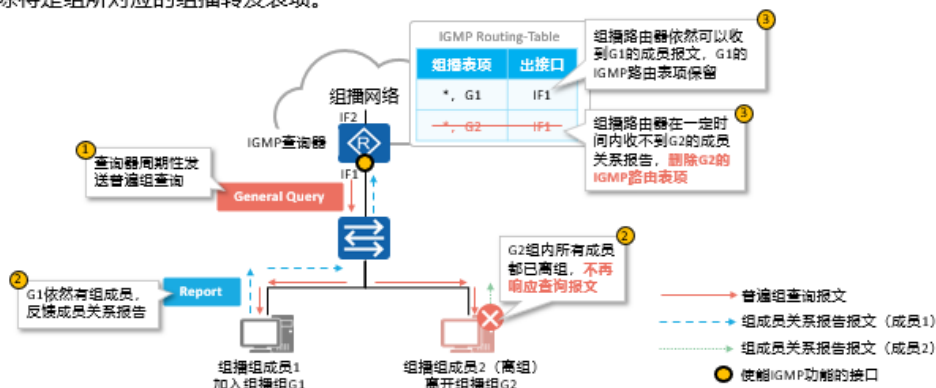 除特定组所对应的组播转发表项。
IGMP Routing-Table
组播表项 出接口
*，G1 IF1
*，G2 IF1
③
组播路由器依然可以收
到G1的成员报文，G1的
IGMP路由表项保留
③
组播路由器在一定时
间内收不到G2的成员
关系报告，删除G2的
IGMP路由表项
组播网络
IF2
IGMP查询器
R
IF1
①
查询器周期性发
送普遍组查询
General Query
②
G1依然有组成员，
反馈成员关系报告
Report
②
G2组内所有成员
都已离组，不再
响应查询报文
组播组成员1
加入组播组G1
组播组成员2（离组）
离开组播组G2
普遍组查询报文
组成员关系报告报文（成员1）
组成员关系报告报文（成员2）
使能IGMP功能的接口